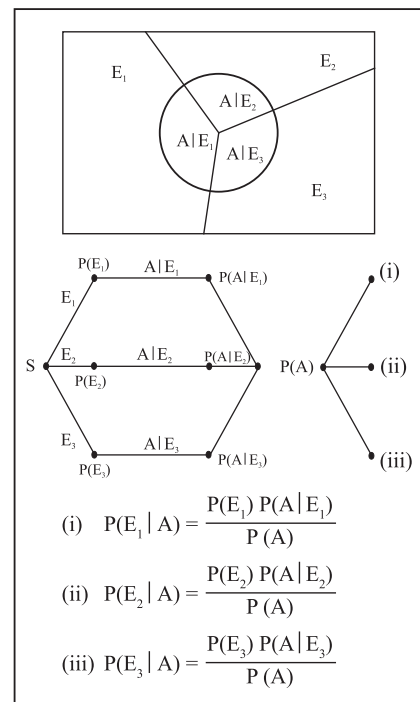 E₁
E₂
A|E₂
A|E₁
A|E₃
E₃
P(E₁) A|E₁ P(A|E₁)
E₁
(i)
S E₂ A|E₂ P(A|E₂)
P(E₂)
P(A) (ii)
E₃ A|E₃
P(E₃) P(A|E₃)
(iii)
(i) P(E₁|A) = P(E₁) P(A|E₁) / P (A)
(ii) P(E₂|A) = P(E₂) P(A|E₂) / P(A)
(iii) P(E₃|A) = P(E₃) P(A|E₃) / P(A)